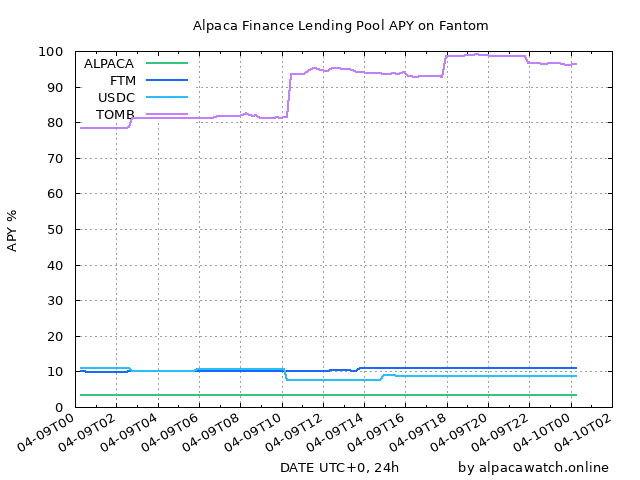 Alpaca Finance Lending Pool APY on Fantom
100
90
80
70
60
50
40
30
20
10
0
APY %
ALPACA
FTM
USDC
TOMB
04-09T00
04-09T02
04-09T04
04-09T06
04-09T08
04-09T10
04-09T12
04-09T14
04-09T16
04-09T18
04-09T20
04-09T22
04-10T00
04-10T02
DATE UTC+0, 24h
by alpacawatch.online